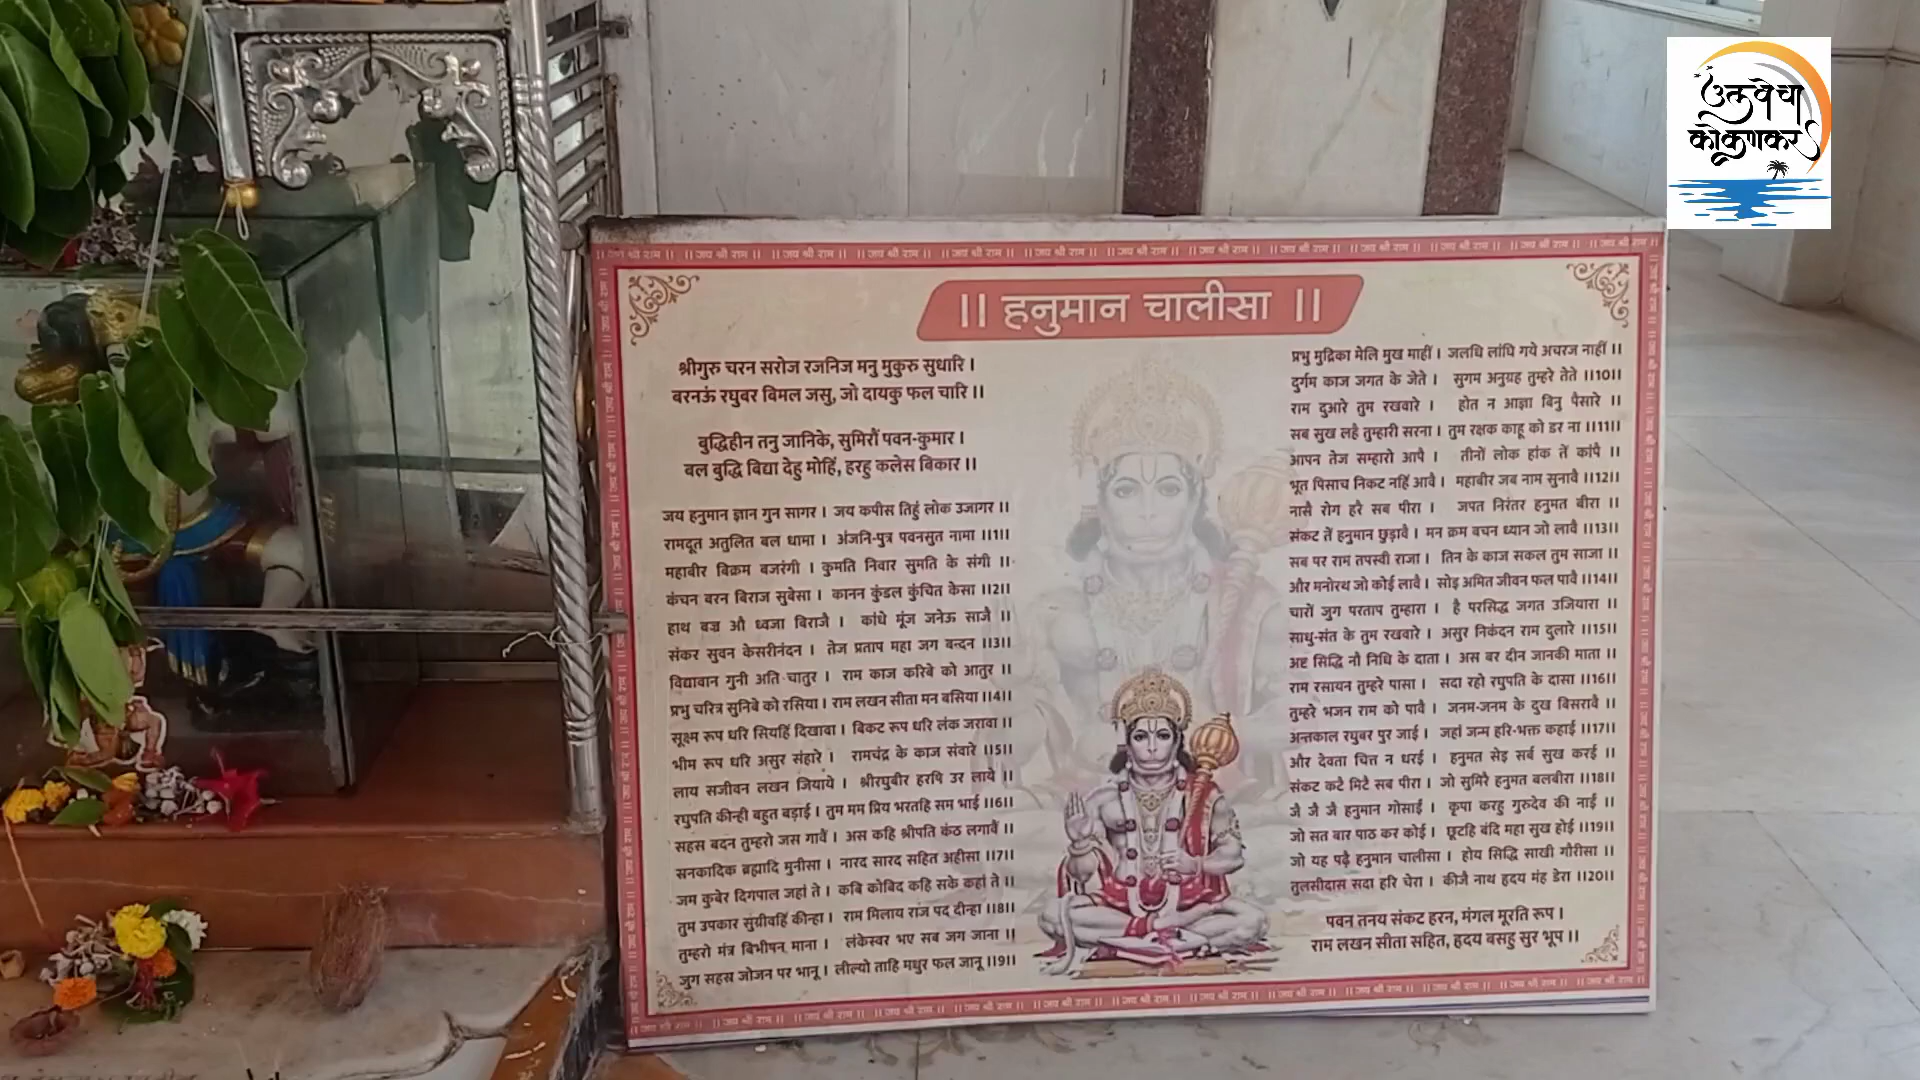 उलवेचा
कोकणकर
।। जय श्री राम ।। ।। जय श्री राम ।। ।। जय श्री राम ।। ।। जय श्री राम ।।
।। हनुमान चालीसा ।।
श्रीगुरु चरन सरोज रजनिज मनु मुकुरु सुधारि ।
बरनऊं रघुबर बिमल जसु, जो दायकु फल चारि ।।
बुद्धिहीन तनु जानिके, सुमिरौं पवन-कुमार ।
बल बुद्धि बिद्या देहु मोहिं, हरहु कलेस बिकार ।।
जय हनुमान ज्ञान गुन सागर । जय कपीस तिहुं लोक उजागर ।।
रामदूत अतुलित बल धामा । अंजनि-पुत्र पवनसुत नामा ।।1।।
महाबीर बिक्रम बजरंगी । कुमति निवार सुमति के संगी ।।
कंचन बरन बिराज सुबेसा । कानन कुंडल कुंचित केसा ।।2।।
हाथ बज्र औ ध्वजा बिराजै । कांधे मूंज जनेऊ साजै ।।
संकर सुवन केसरीनंदन । तेज प्रताप महा जग बन्दन ।।3।।
विद्यावान गुनी अति चातुर । राम काज करिबे को आतुर ।।
प्रभु चरित्र सुनिबे को रसिया । राम लखन सीता मन बसिया ।।4।।
सूक्ष्म रूप धरि सियहिं दिखावा । बिकट रूप धरि लंक जरावा ।।
भीम रूप धरि असुर संहारे । रामचंद्र के काज संवारे ।।5।।
लाय सजीवन लखन जियाये । श्रीरघुबीर हरषि उर लाये ।।
रघुपति कीन्ही बहुत बड़ाई । तुम मम प्रिय भरतहि सम भाई ।।6।।
सहस बदन तुम्हरो जस गावैं । अस कहि श्रीपति कंठ लगावैं ।।
सनकादिक ब्रह्मादि मुनीसा । नारद सारद सहित अहीसा ।।7।।
जम कुबेर दिगपाल जहां ते । कबि कोबिद कहि सके कहां ते ।।
तुम उपकार सुग्रीवहिं कीन्हा । राम मिलाय राज पद दीन्हा ।।8।।
तुम्हरो मंत्र बिभीषन माना । लंकेस्वर भए सब जग जाना ।।
जुग सहस्र जोजन पर भानू । लील्यो ताहि मधुर फल जानू ।।9।।
प्रभु मुद्रिका मेलि मुख माहीं । जलधि लांघि गये अचरज नाहीं ।।
दुर्गम काज जगत के जेते । सुगम अनुग्रह तुम्हरे तेते ।।10।।
राम दुआरे तुम रखवारे । होत न आज्ञा बिनु पैसारे ।।
सब सुख लहै तुम्हारी सरना । तुम रक्षक काहू को डर ना ।।11।।
आपन तेज सम्हारो आपै । तीनों लोक हांक तें कांपै ।।
भूत पिसाच निकट नहिं आवै । महाबीर जब नाम सुनावै ।।12।।
नासै रोग हरै सब पीरा । जपत निरंतर हनुमत बीरा ।।
संकट तें हनुमान छुड़ावै । मन क्रम बचन ध्यान जो लावै ।।13।।
सब पर राम तपस्वी राजा । तिन के काज सकल तुम साजा ।।
और मनोरथ जो कोई लावै । सोइ अमित जीवन फल पावै ।।14।।
चारों जुग परताप तुम्हारा । है परसिद्ध जगत उजियारा ।।
साधु-संत के तुम रखवारे । असुर निकंदन राम दुलारे ।।15।।
अष्ट सिद्धि नौ निधि के दाता । अस बर दीन जानकी माता ।।
राम रसायन तुम्हरे पासा । सदा रहो रघुपति के दासा ।।16।।
तुम्हरे भजन राम को पावै । जनम-जनम के दुख बिसरावै ।।
अन्तकाल रघुबर पुर जाई । जहां जन्म हरि-भक्त कहाई ।।17।।
और देवता चित्त न धरई । हनुमत सेइ सर्ब सुख करई ।।
संकट कटै मिटै सब पीरा । जो सुमिरै हनुमत बलबीरा ।।18।।
जै जै जै हनुमान गोसाईं । कृपा करहु गुरुदेव की नाईं ।।
जो सत बार पाठ कर कोई । छूटहि बंदि महा सुख होई ।।19।।
जो यह पढ़ै हनुमान चालीसा । होय सिद्धि साखी गौरीसा ।।
तुलसीदास सदा हरि चेरा । कीजै नाथ हृदय मंह डेरा ।।20।।
पवन तनय संकट हरन, मंगल मूरति रूप ।
राम लखन सीता सहित, हृदय बसहु सुर भूप ।।